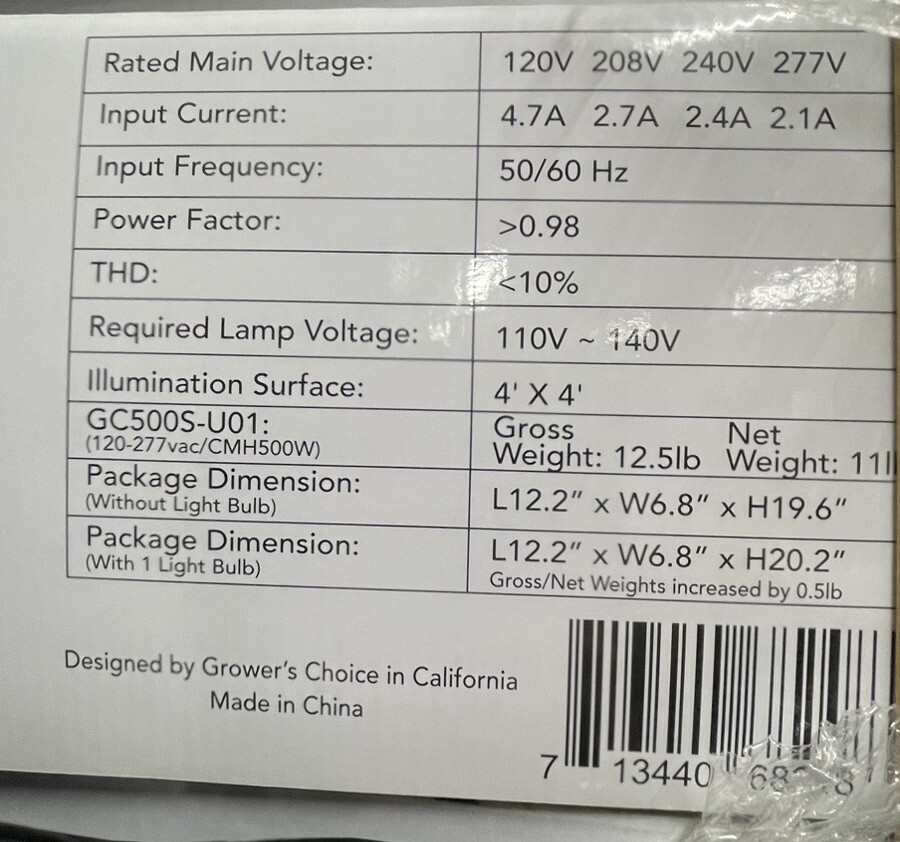 Rated Main Voltage: 120V 208V 240V 277V
Input Current: 4.7A 2.7A 2.4A 2.1A
Input Frequency: 50/60 Hz
Power Factor: >0.98
THD: <10%
Required Lamp Voltage: 110V ~ 140V
Illumination Surface: 4' X 4'
GC500S-U01: Gross Net
(120-277vac/CMH500W) Weight: 12.5lb Weight:
Package Dimension:
(Without Light Bulb) L12.2” x W6.8” x H19.6”
Package Dimension: L12.2” x W6.8” x H20.2”
(With 1 Light Bulb) Gross/Net Weights increased by 0.5lb
Designed by Grower's Choice in California
Made in China
7 13440